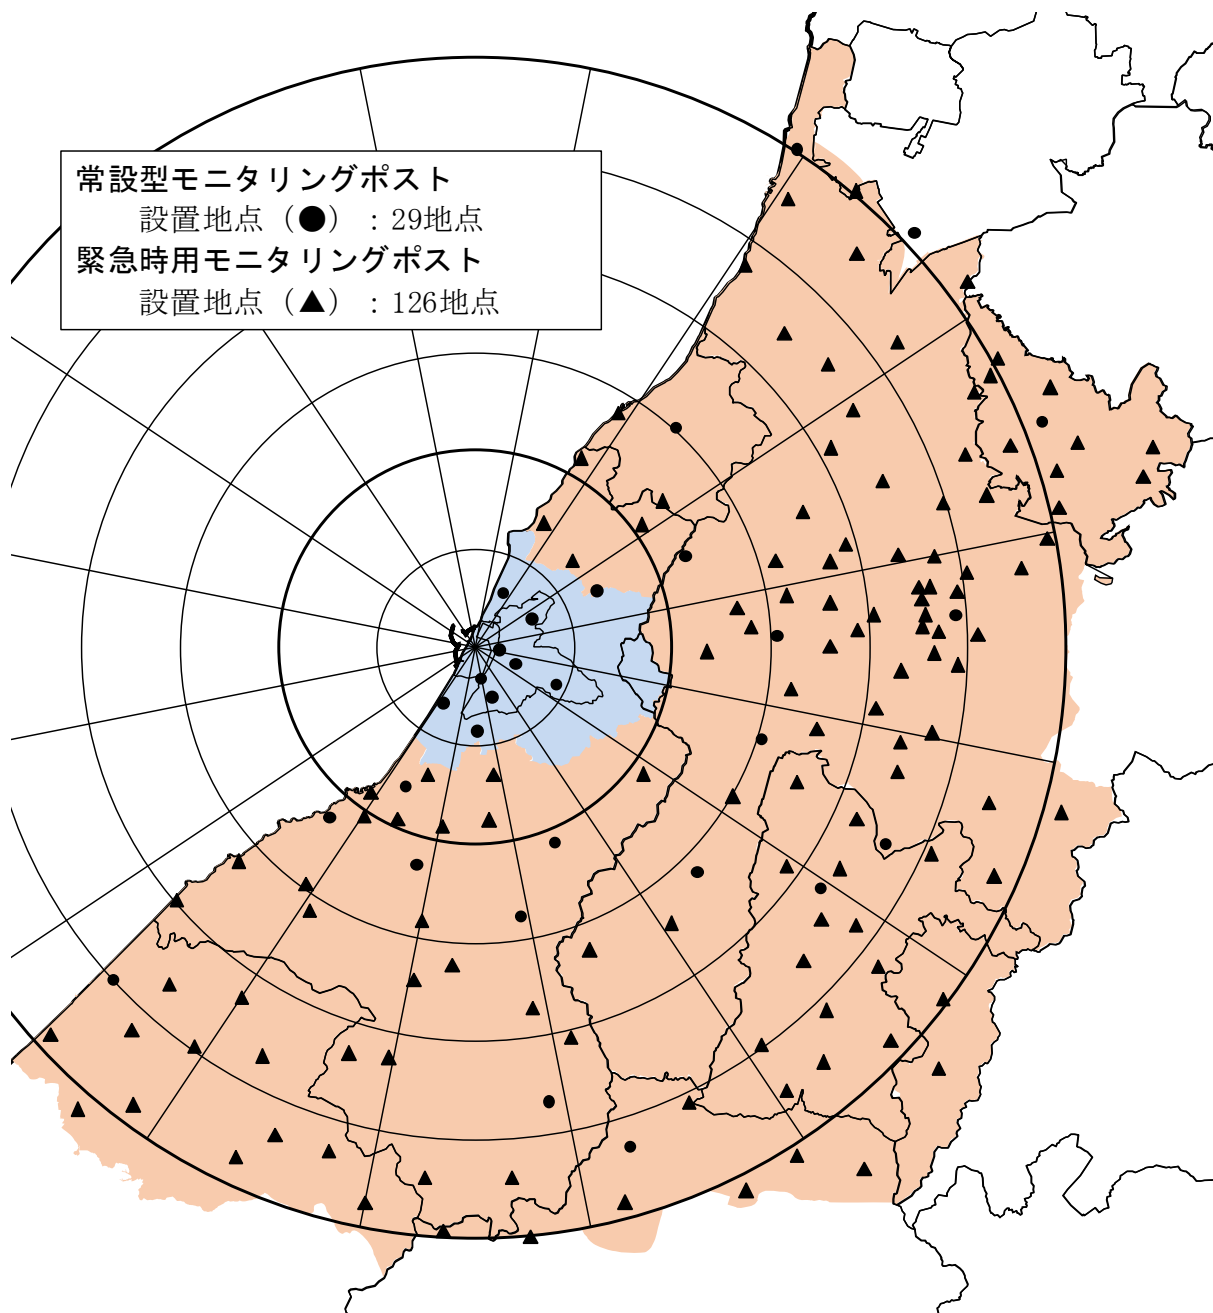 常設型モニタリングポスト
設置地点（●）：29地点
緊急時用モニタリングポスト
設置地点（▲）：126地点